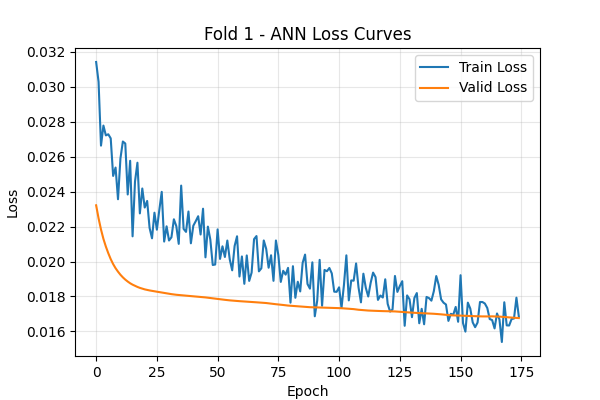 Fold 1 - ANN Loss Curves
Train Loss
Valid Loss
Loss
0.032
0.030
0.028
0.026
0.024
0.022
0.020
0.018
0.016
0 25 50 75 100 125 150 175
Epoch